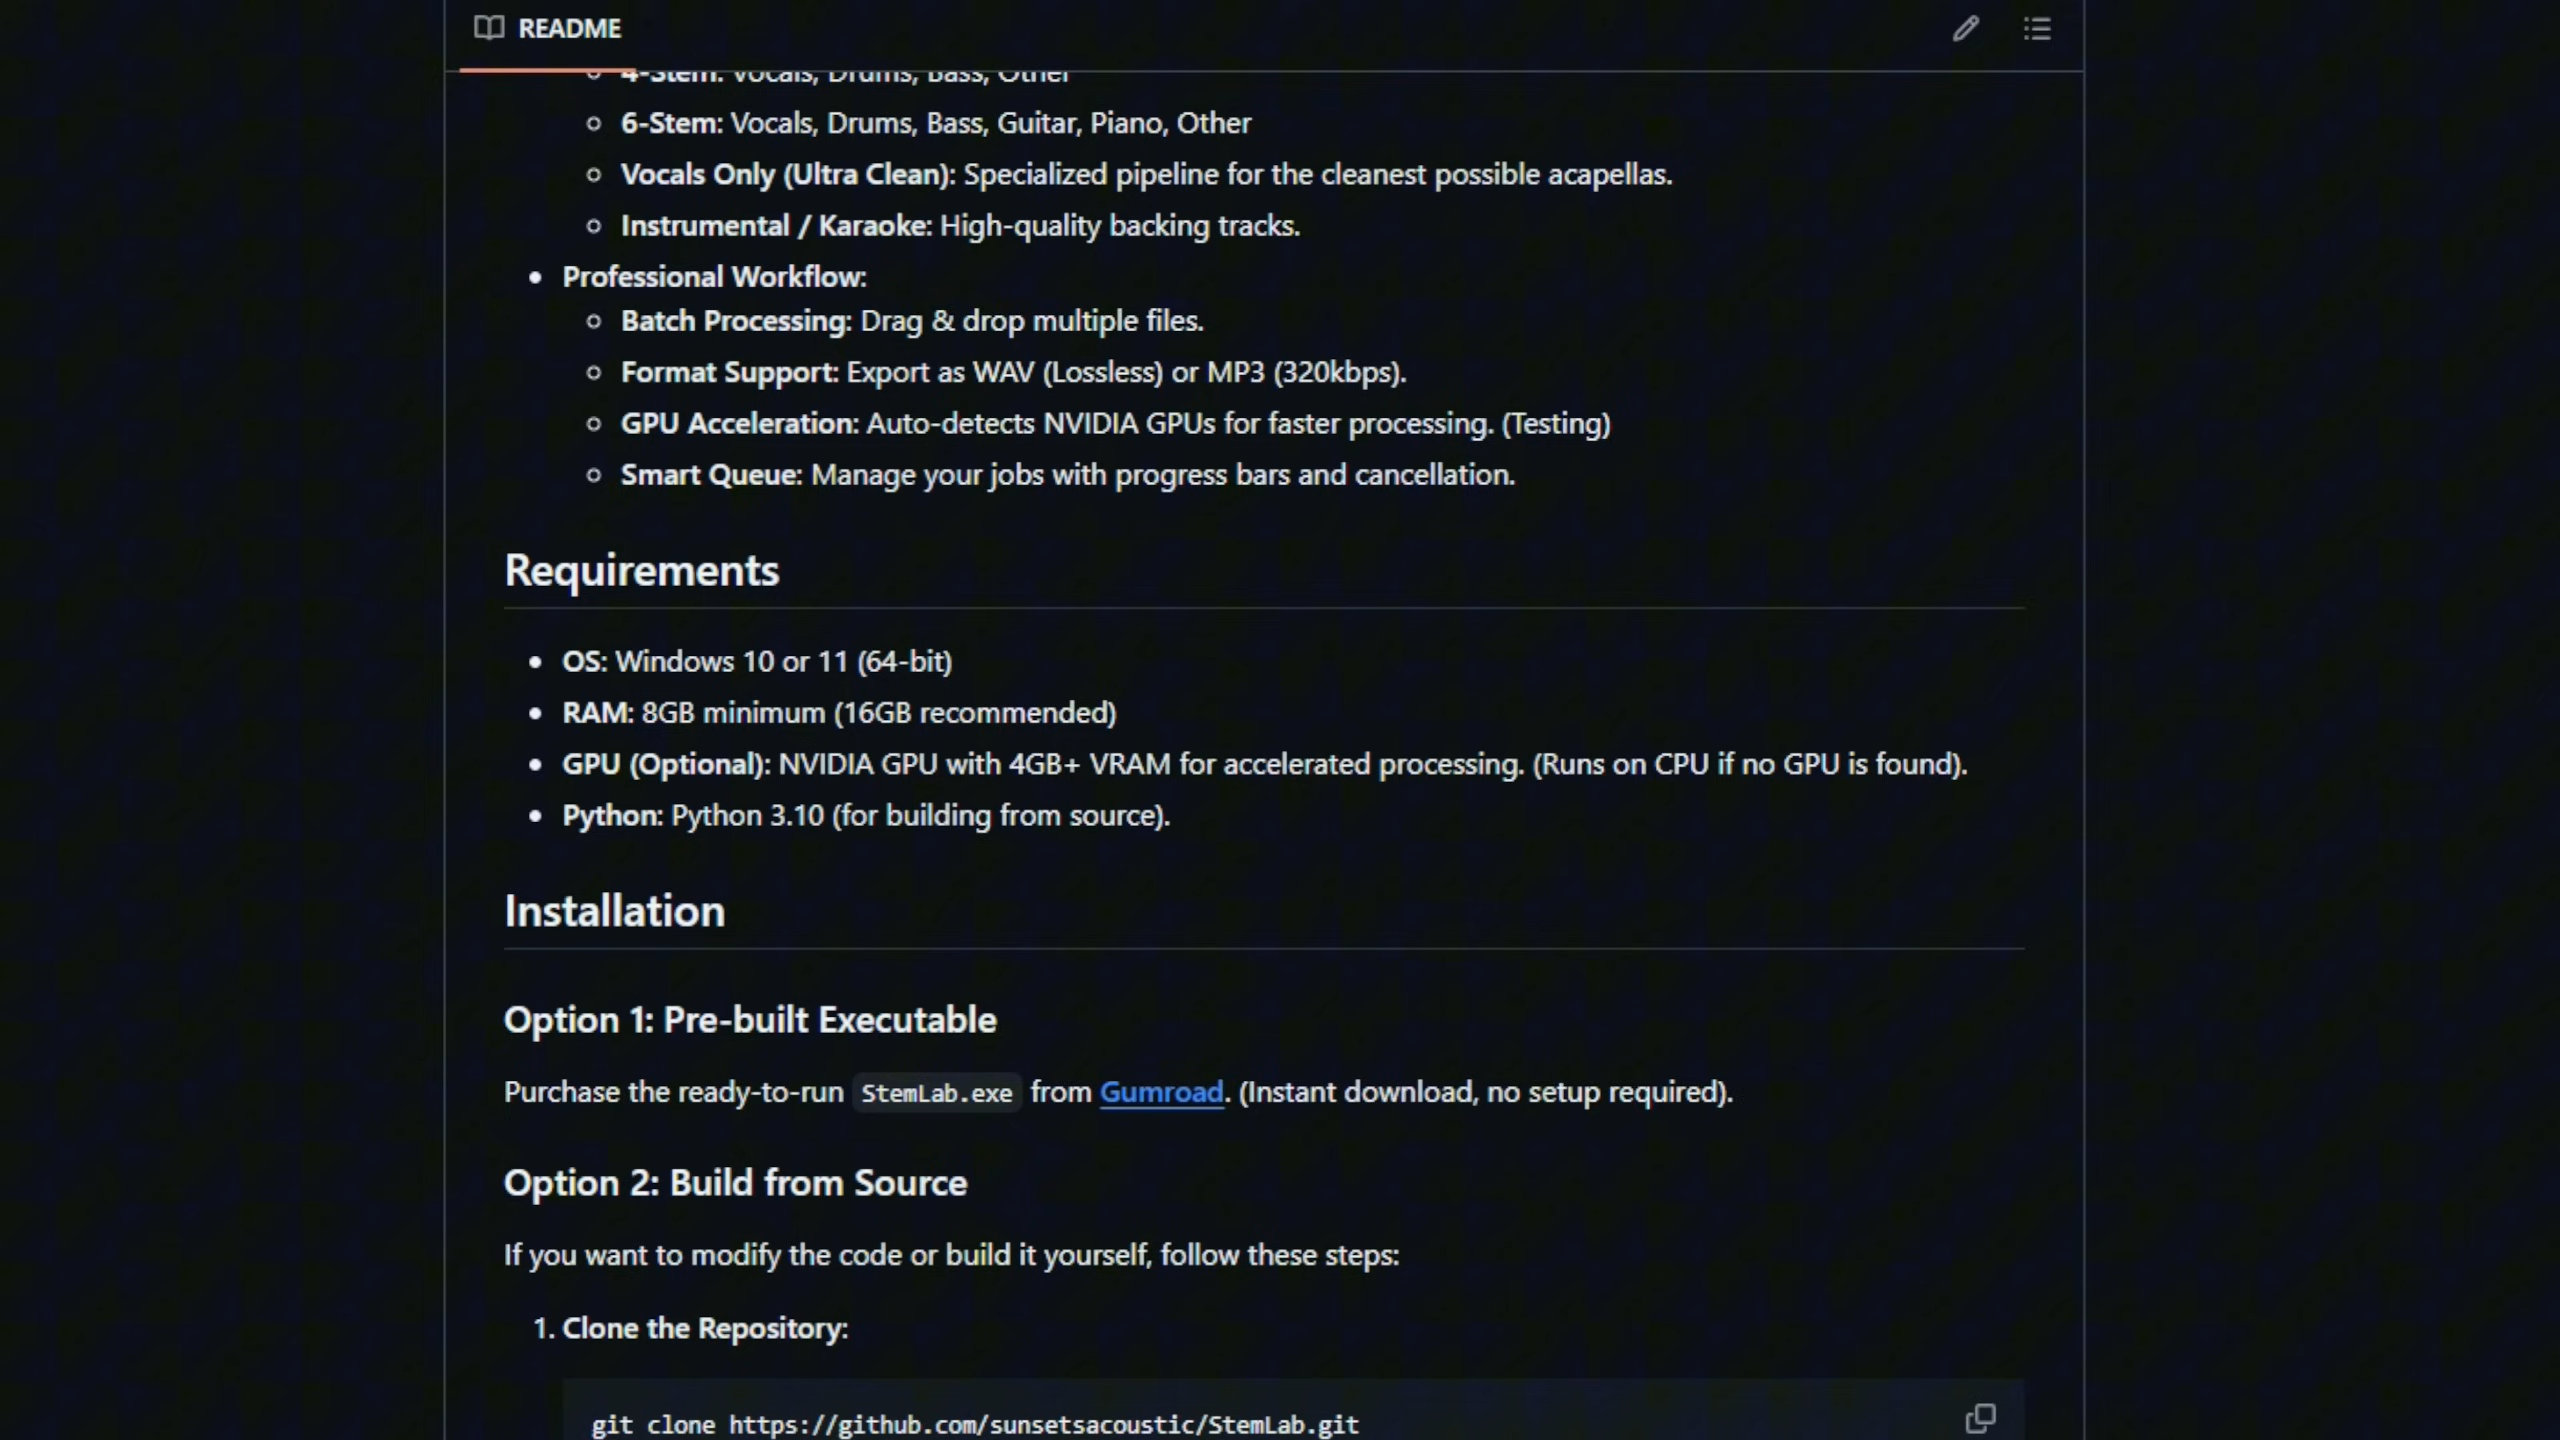 README
4-Stem: Vocals, Drums, Bass, Other
6-Stem: Vocals, Drums, Bass, Guitar, Piano, Other
Vocals Only (Ultra Clean): Specialized pipeline for the cleanest possible acapellas.
Instrumental / Karaoke: High-quality backing tracks.
Professional Workflow:
Batch Processing: Drag & drop multiple files.
Format Support: Export as WAV (Lossless) or MP3 (320kbps).
GPU Acceleration: Auto-detects NVIDIA GPUs for faster processing. (Testing)
Smart Queue: Manage your jobs with progress bars and cancellation.
Requirements
OS: Windows 10 or 11 (64-bit)
RAM: 8GB minimum (16GB recommended)
GPU (Optional): NVIDIA GPU with 4GB+ VRAM for accelerated processing. (Runs on CPU if no GPU is found).
Python: Python 3.10 (for building from source).
Installation
Option 1: Pre-built Executable
Purchase the ready-to-run StemLab.exe from Gumroad. (Instant download, no setup required).
Option 2: Build from Source
If you want to modify the code or build it yourself, follow these steps:
1. Clone the Repository:
git clone https://github.com/sunsetsacoustic/StemLab.git